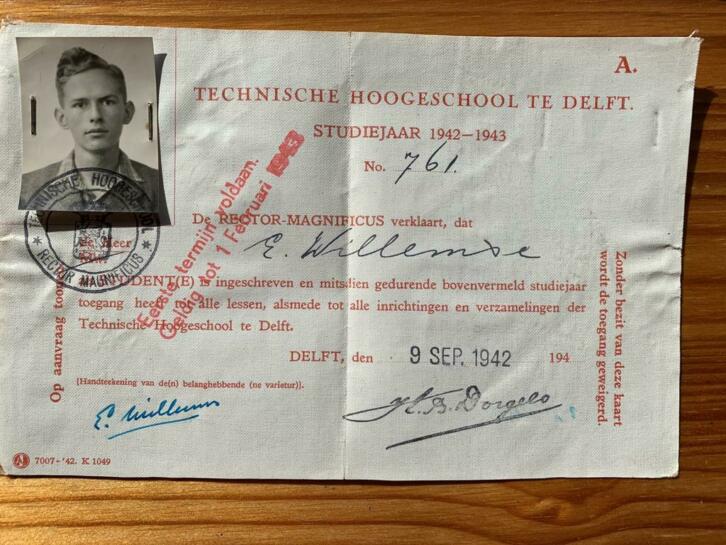 A.
TECHNISCHE HOOGESCHOOL TE DELFT.
STUDIEJAAR 1942-1943
No. 761.
Eerste termijn voldaan.
Geldig tot 1 Februari 1943
De RECTOR-MAGNIFICUS verklaart, dat
de Heer
E. Willemse
STUDENT(E) is ingeschreven en mitsdien gedurende bovenvermeld studiejaar
toegang heeft tot alle lessen, alsmede tot alle inrichtingen en verzamelingen der
Technische Hoogeschool te Delft.
DELFT, den 9 SEP. 1942 194
[Handteekening van de(n) belanghebbende (ne varietur)].
E. Willemse
H. B. Dorgelo
TECHNISCHE HOOGESCHOOL
* RECTOR MAGNIFICUS *
Op aanvraag toonen
Zonder bezit van deze kaart
wordt de toegang geweigerd.
7007-'42. K 1049